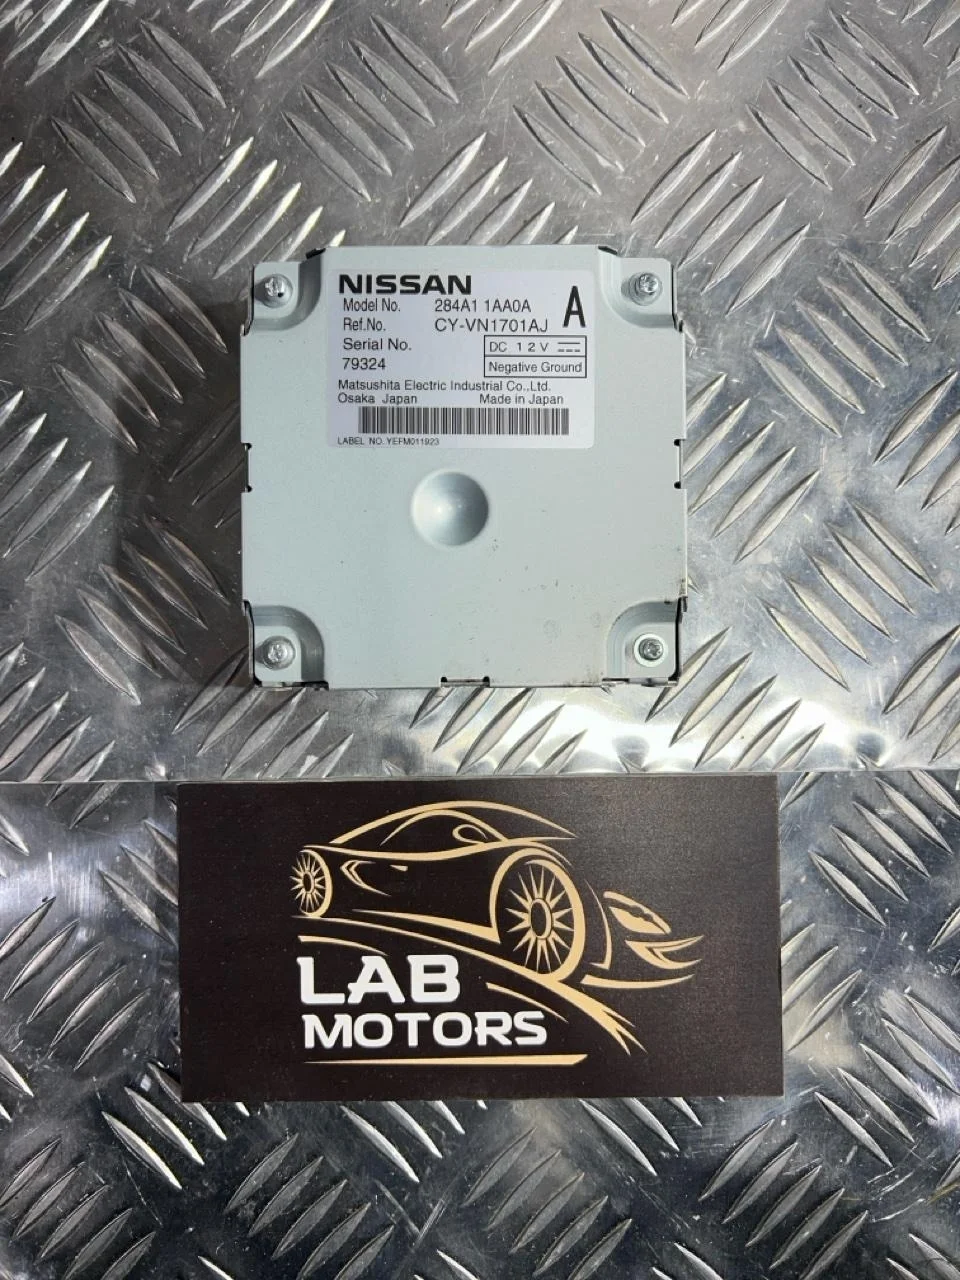 NISSAN
Model No. 284A1 1AA0A A
Ref.No. CY-VN1701AJ
Serial No. DC 12V
79324 Negative Ground
Matsushita Electric Industrial Co.,Ltd.
Osaka Japan Made in Japan
LABEL NO. YEFM011923
LAB
MOTORS